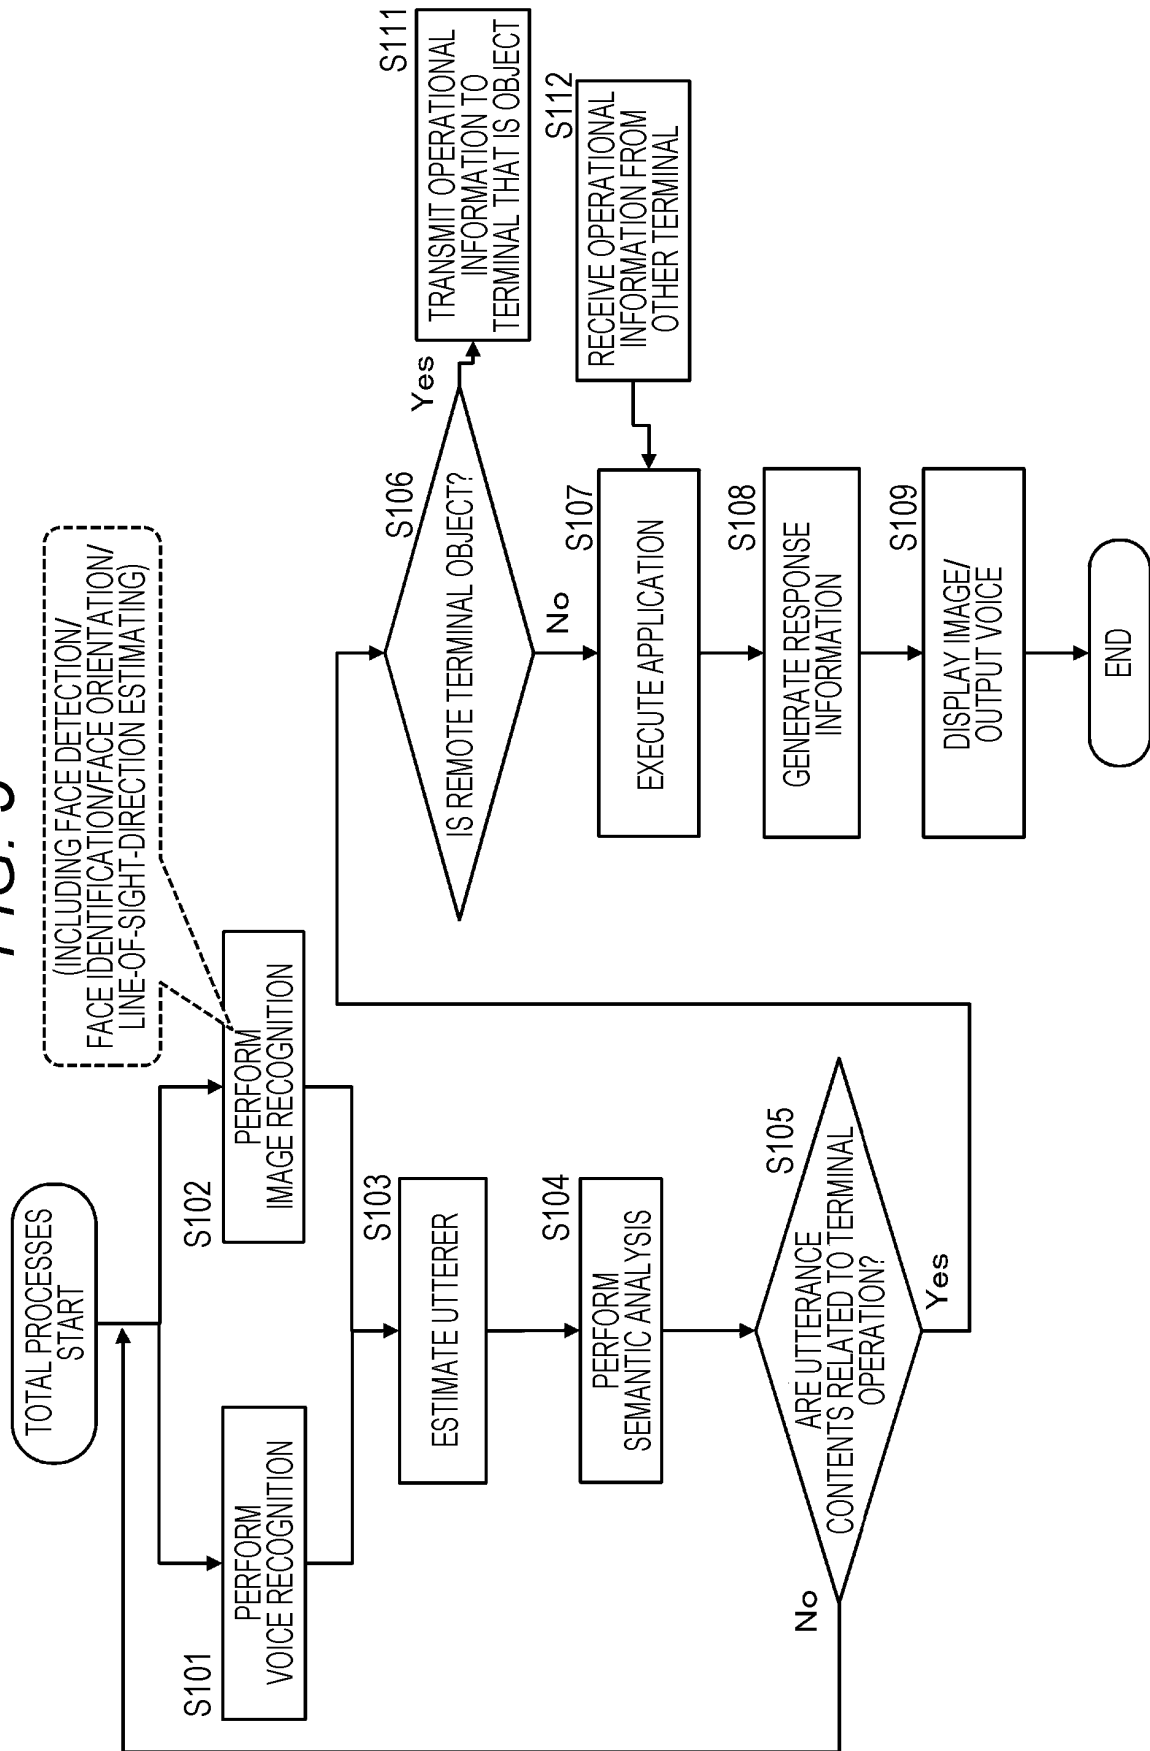 TOTAL PROCESSES
START
S101
PERFORM
VOICE RECOGNITION
S102
PERFORM
IMAGE RECOGNITION
(INCLUDING FACE DETECTION/
FACE IDENTIFICATION/FACE ORIENTATION/
LINE-OF-SIGHT-DIRECTION ESTIMATING)
S103
ESTIMATE UTTERER
S104
PERFORM
SEMANTIC ANALYSIS
S105
ARE UTTERANCE
CONTENTS RELATED TO TERMINAL
OPERATION?
No
Yes
S106
IS REMOTE TERMINAL OBJECT?
Yes
No
S111
TRANSMIT OPERATIONAL
INFORMATION TO
TERMINAL THAT IS OBJECT
S112
RECEIVE OPERATIONAL
INFORMATION FROM
OTHER TERMINAL
S107
EXECUTE APPLICATION
S108
GENERATE RESPONSE
INFORMATION
S109
DISPLAY IMAGE/
OUTPUT VOICE
END